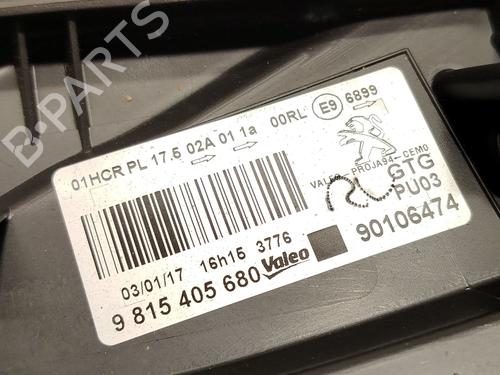 B-PARTS
01HCR PL 17.5 02A 01 1a 00RL E9 6899
VALEO PROJA94-CEM0
GTG
PU03
90106474
03/01/17 16h15 3776
9 815 405 680 Valeo